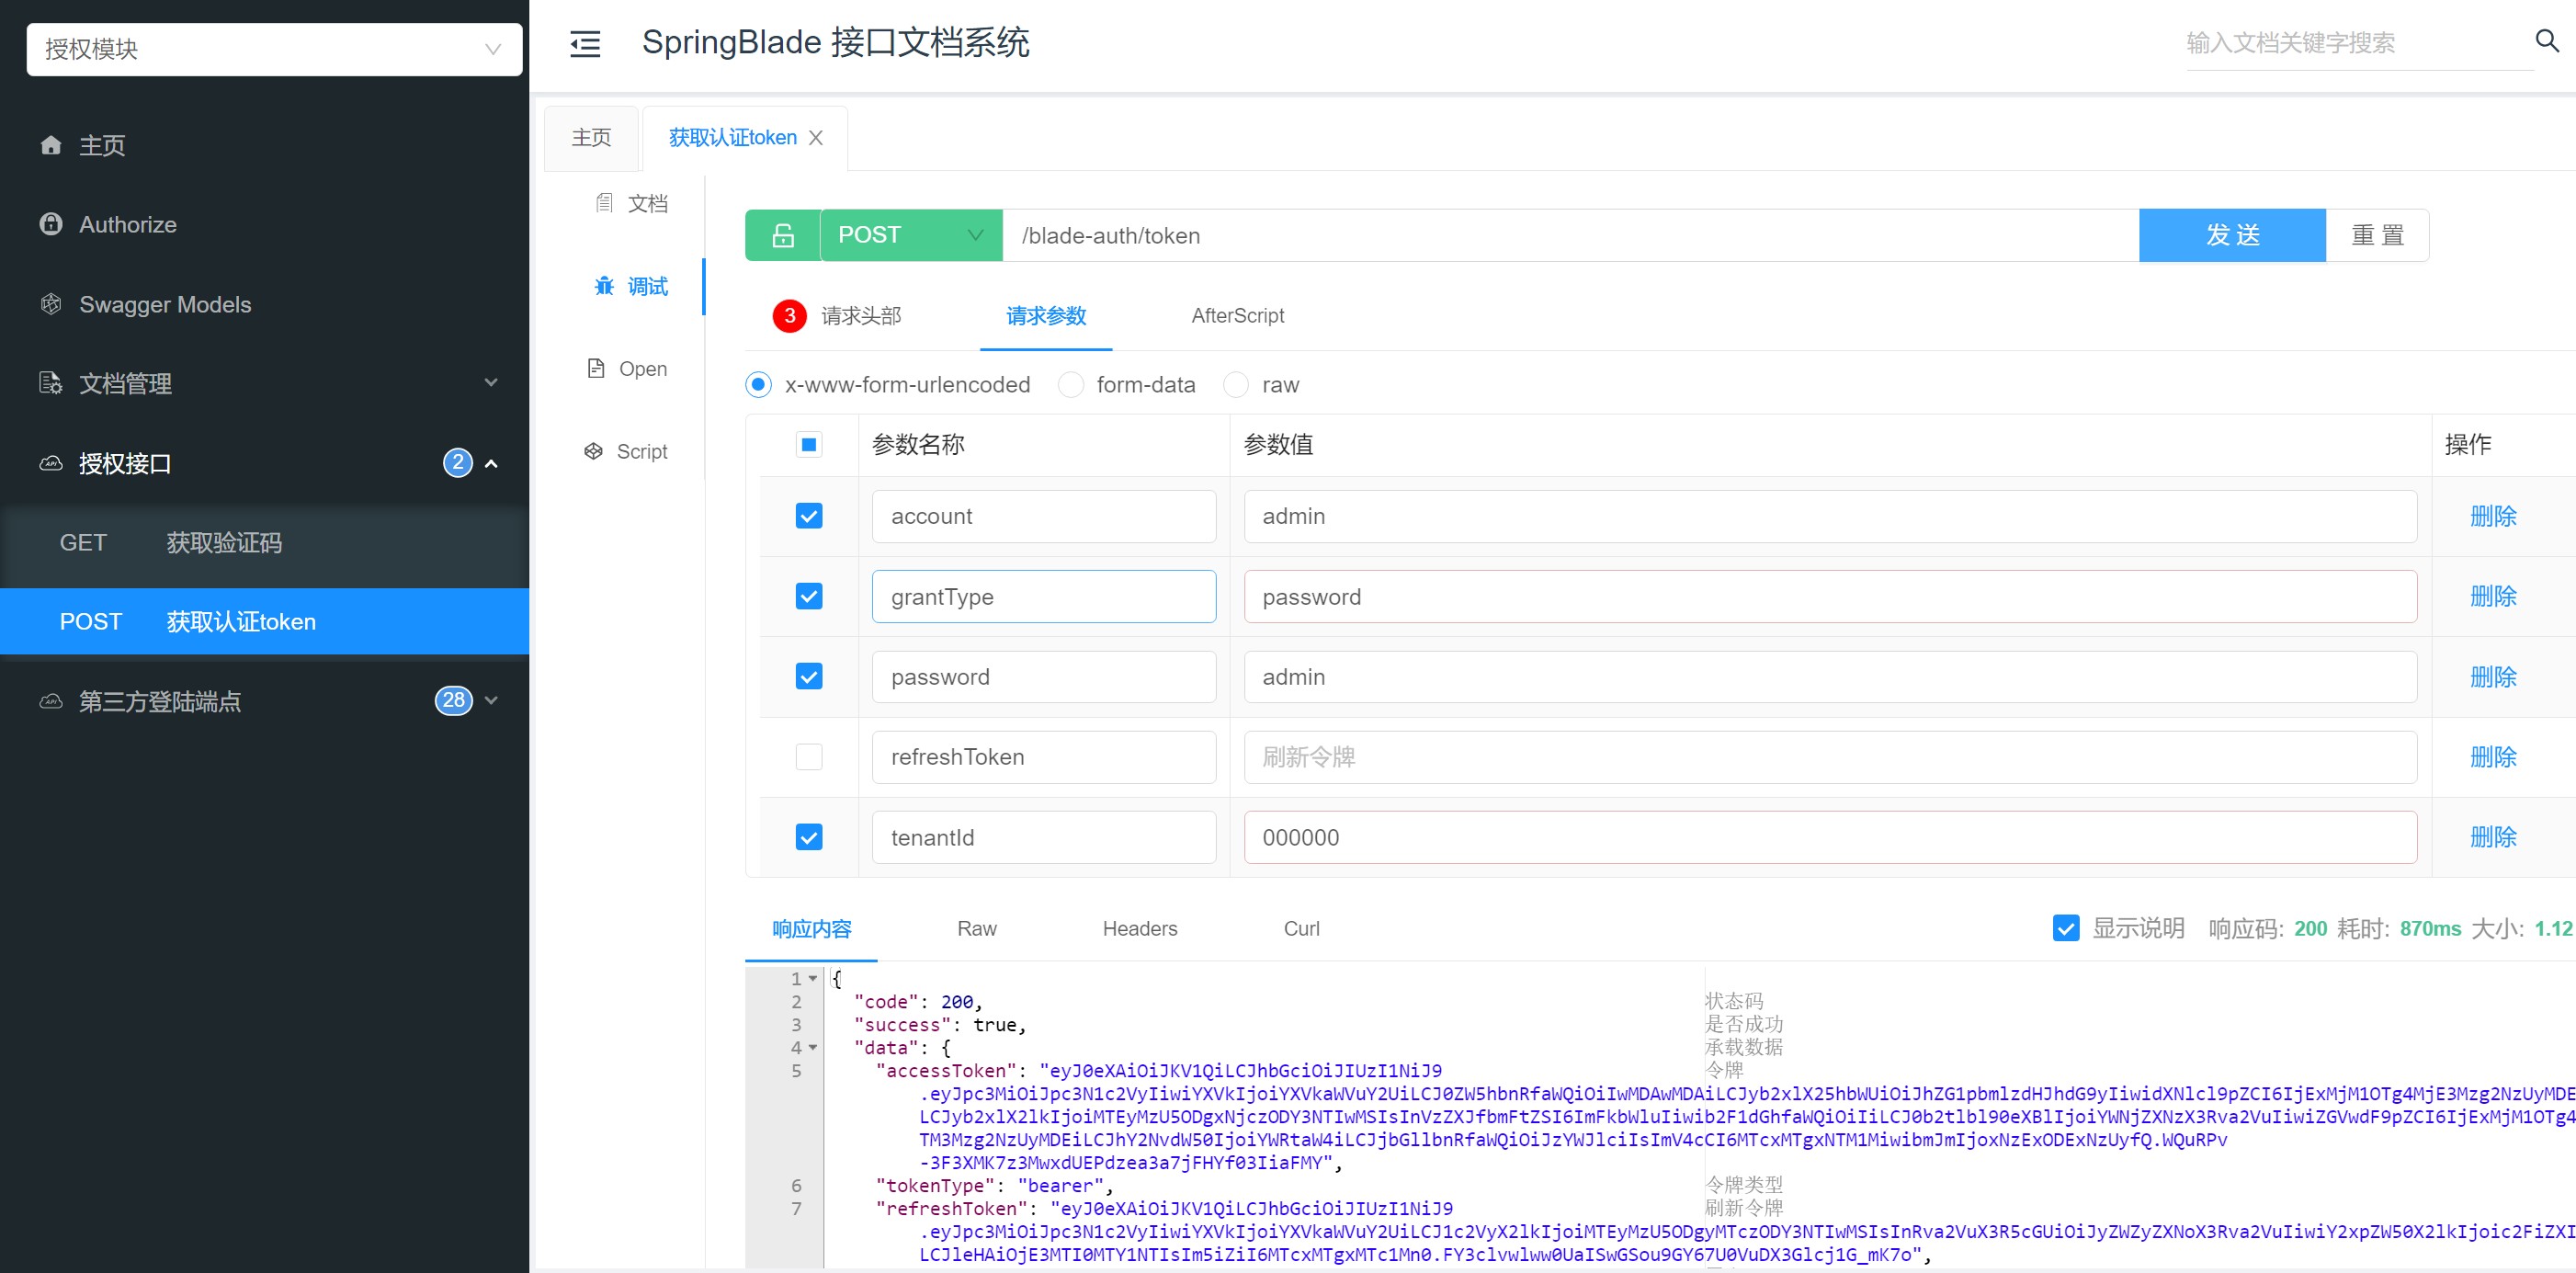 授权模块
主页
Authorize
Swagger Models
文档管理
授权接口 2
GET 获取验证码
POST 获取认证token
第三方登陆端点 28
SpringBlade 接口文档系统
输入文档关键字搜索
主页 获取认证token
文档
调试
Open
Script
POST /blade-auth/token 发 送 重 置
3 请求头部 请求参数 AfterScript
x-www-form-urlencoded form-data raw
参数名称 参数值 操作
account admin 删除
grantType password 删除
password admin 删除
refreshToken 刷新令牌 删除
tenantId 000000 删除
响应内容 Raw Headers Curl 显示说明 响应码: 200 耗时: 870ms 大小: 1.12
1 {
2 "code": 200, 状态码
3 "success": true, 是否成功
4 "data": { 承载数据
5 "accessToken": "eyJ0eXAiOiJKV1QiLCJhbGciOiJIUzI1NiJ9 令牌
.eyJpc3MiOiJpc3N1c2VyIiwiYXVkIjoiYXVkaWVuY2UiLCJ0ZW5hbnRfaWQiOiIwMDAwMDAiLCJyb2xlX25hbWUiOiJhZG1pbmlzdHJhdG9yIiwidXNlcl9pZCI6IjExMjM1OTg4MjE3Mzg2NzUyMDE
LCJyb2xlX2lkIjoiMTEyMzU5ODgxNjczODY3NTIwMSIsInVzZXJfbmFtZSI6ImFkbWluIiwib2F1dGhfaWQiOiIiLCJ0b2tlbl90eXBlIjoiYWNjZXNzX3Rva2VuIiwiZGVwdF9pZCI6IjExMjM1OTg4
TM3Mzg2NzUyMDEiLCJhY2NvdW50IjoiYWRtaW4iLCJjbGllbnRfaWQiOiJzYWJlciIsImV4cCI6MTcxMTgxNTM1MiwibmJmIjoxNzExODExNzUyfQ.WQuRPv
-3F3XMK7z3MwxdUEPdzea3a7jFHYf03IiaFMY",
6 "tokenType": "bearer", 令牌类型
7 "refreshToken": "eyJ0eXAiOiJKV1QiLCJhbGciOiJIUzI1NiJ9 刷新令牌
.eyJpc3MiOiJpc3N1c2VyIiwiYXVkIjoiYXVkaWVuY2UiLCJ1c2VyX2lkIjoiMTEyMzU5ODgyMTczODY3NTIwMSIsInRva2VuX3R5cGUiOiJyZWZyZXNoX3Rva2VuIiwiY2xpZW50X2lkIjoic2FiZXI
LCJleHAiOjE3MTI0MTY1NTIsIm5iZiI6MTcxMTgxMTc1Mn0.FY3clvwlww0UaISwGSou9GY67U0VuDX3Glcj1G_mK7o",